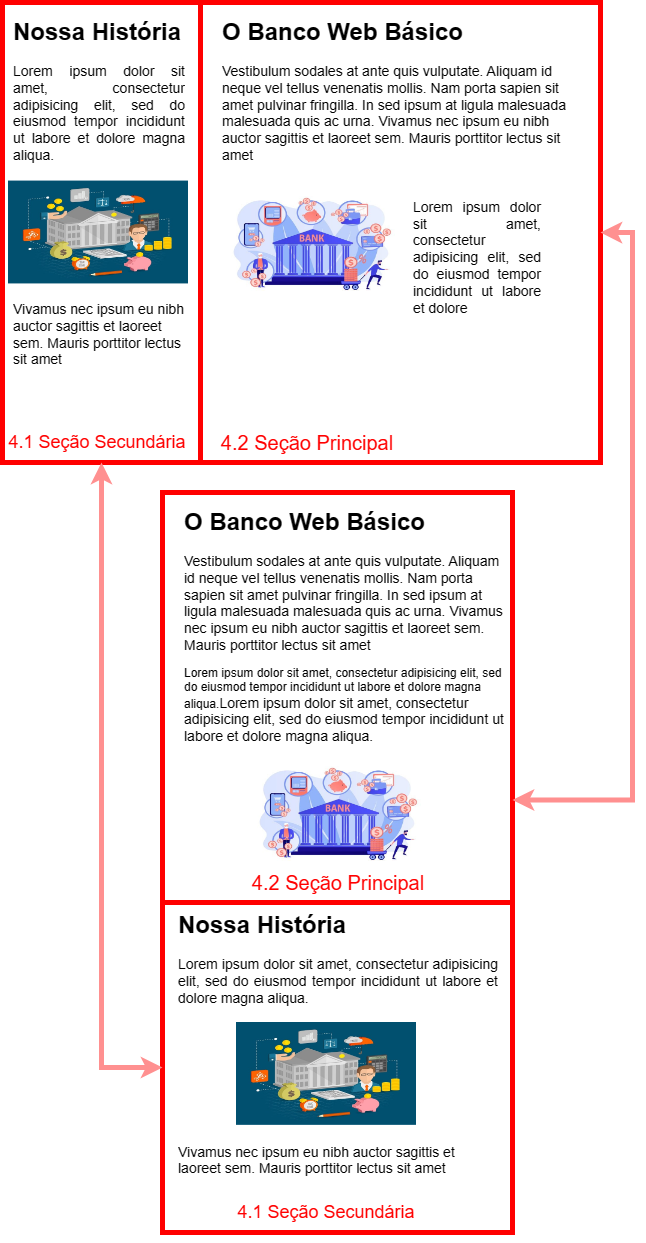 Nossa História
Lorem ipsum dolor sit
amet, consectetur
adipisicing elit, sed do
eiusmod tempor incididunt
ut labore et dolore magna
aliqua.
Vivamus nec ipsum eu nibh
auctor sagittis et laoreet
sem. Mauris porttitor lectus
sit amet
4.1 Seção Secundária
O Banco Web Básico
Vestibulum sodales at ante quis vulputate. Aliquam id
neque vel tellus venenatis mollis. Nam porta sapien sit
amet pulvinar fringilla. In sed ipsum at ligula malesuada
malesuada quis ac urna. Vivamus nec ipsum eu nibh
auctor sagittis et laoreet sem. Mauris porttitor lectus sit
amet
BANK
Lorem ipsum dolor
sit amet,
consectetur
adipisicing elit, sed
do eiusmod tempor
incididunt ut labore
et dolore
4.2 Seção Principal
O Banco Web Básico
Vestibulum sodales at ante quis vulputate. Aliquam
id neque vel tellus venenatis mollis. Nam porta
sapien sit amet pulvinar fringilla. In sed ipsum at
ligula malesuada malesuada quis ac urna. Vivamus
nec ipsum eu nibh auctor sagittis et laoreet sem.
Mauris porttitor lectus sit amet
Lorem ipsum dolor sit amet, consectetur adipisicing elit, sed
do eiusmod tempor incididunt ut labore et dolore magna
aliqua.Lorem ipsum dolor sit amet, consectetur
adipisicing elit, sed do eiusmod tempor incididunt ut
labore et dolore magna aliqua.
BANK
4.2 Seção Principal
Nossa História
Lorem ipsum dolor sit amet, consectetur adipisicing
elit, sed do eiusmod tempor incididunt ut labore et
dolore magna aliqua.
Vivamus nec ipsum eu nibh auctor sagittis et
laoreet sem. Mauris porttitor lectus sit amet
4.1 Seção Secundária